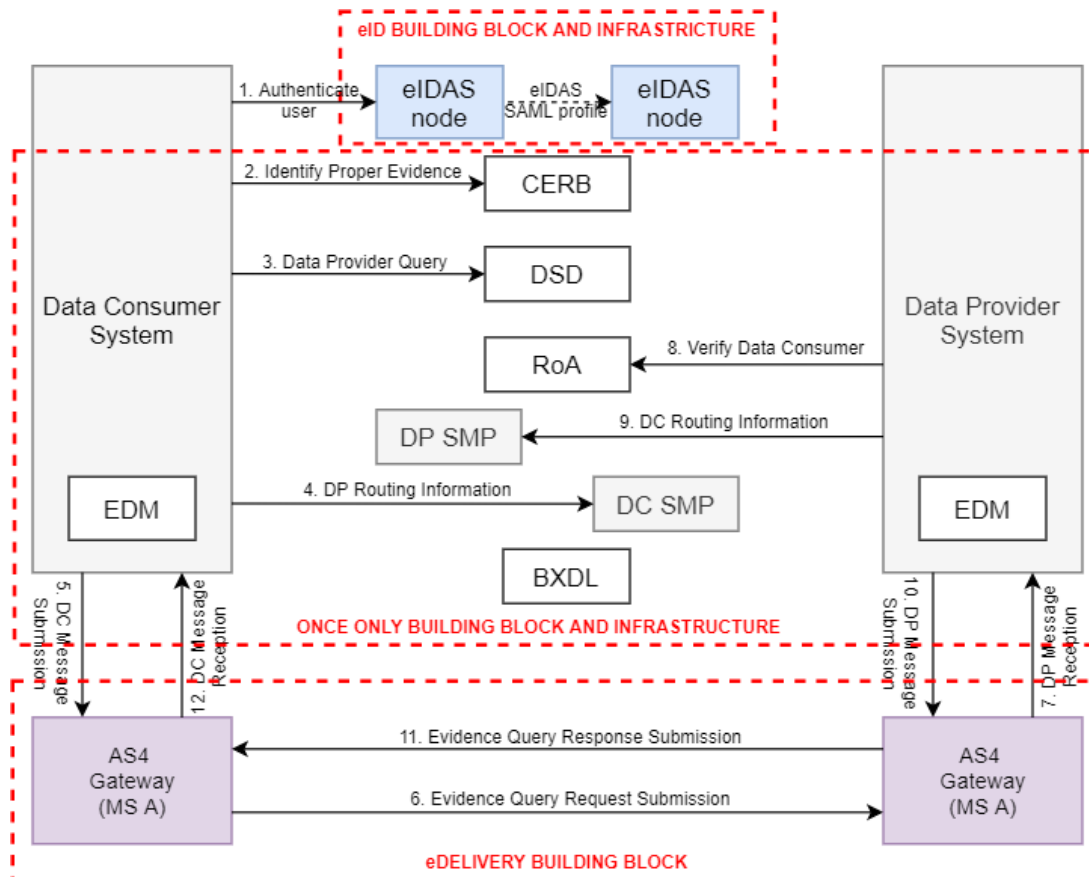 eID BUILDING BLOCK AND INFRASTRICTURE
1. Authenticate
user
eIDAS
node
eIDAS
SAML profile
eIDAS
node
2. Identify Proper Evidence
CERB
3. Data Provider Query
DSD
Data Consumer
System
Data Provider
System
8. Verify Data Consumer
RoA
9. DC Routing Information
DP SMP
4. DP Routing Information
DC SMP
EDM
EDM
BXDL
5. DC Message
Submission
12. DC Message
Reception
10. DP Message
Submission
7. DP Message
Reception
ONCE ONLY BUILDING BLOCK AND INFRASTRUCTURE
AS4
Gateway
(MS A)
11. Evidence Query Response Submission
6. Evidence Query Request Submission
AS4
Gateway
(MS A)
eDELIVERY BUILDING BLOCK